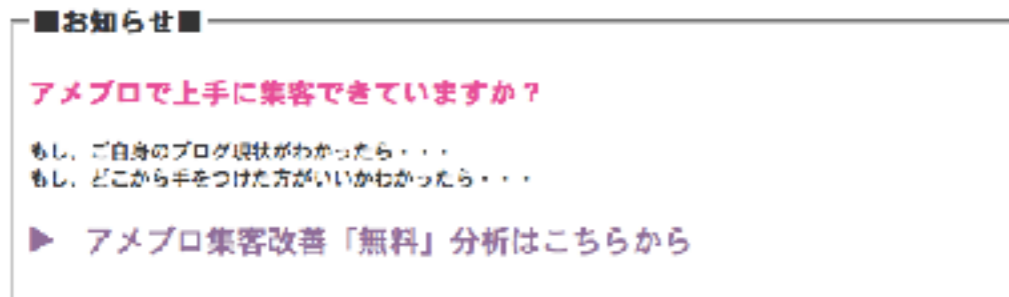 ■お知らせ■
アメブロで上手に集客できていますか？
もし、ご自身のブログ現状がわかったら・・・
もし、どこから手をつけた方がいいかわかったら・・・
▶ アメブロ集客改善「無料」分析はこちらから